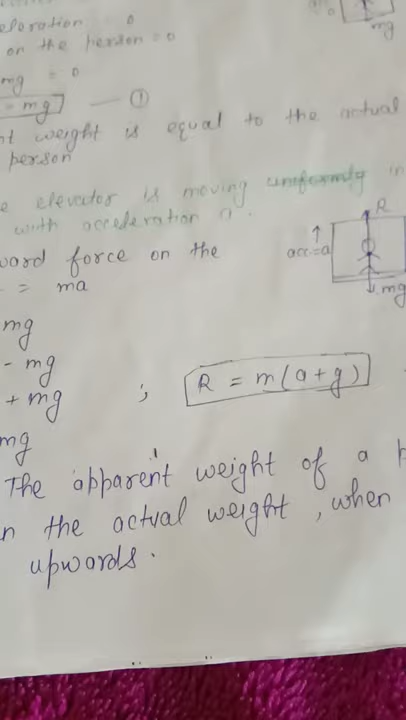 eleration = 0
on the person = 0
mg
mg = 0
= mg] — ①
nt weight is equal to the actual
person
e elevator is moving uniformly in
with acceleration a.
R
ward force on the
acc = a
= ma
mg
mg
- mg
+ mg ; R = m(a+g)
mg
The apparent weight of a p
n the actual weight, when
upwards.